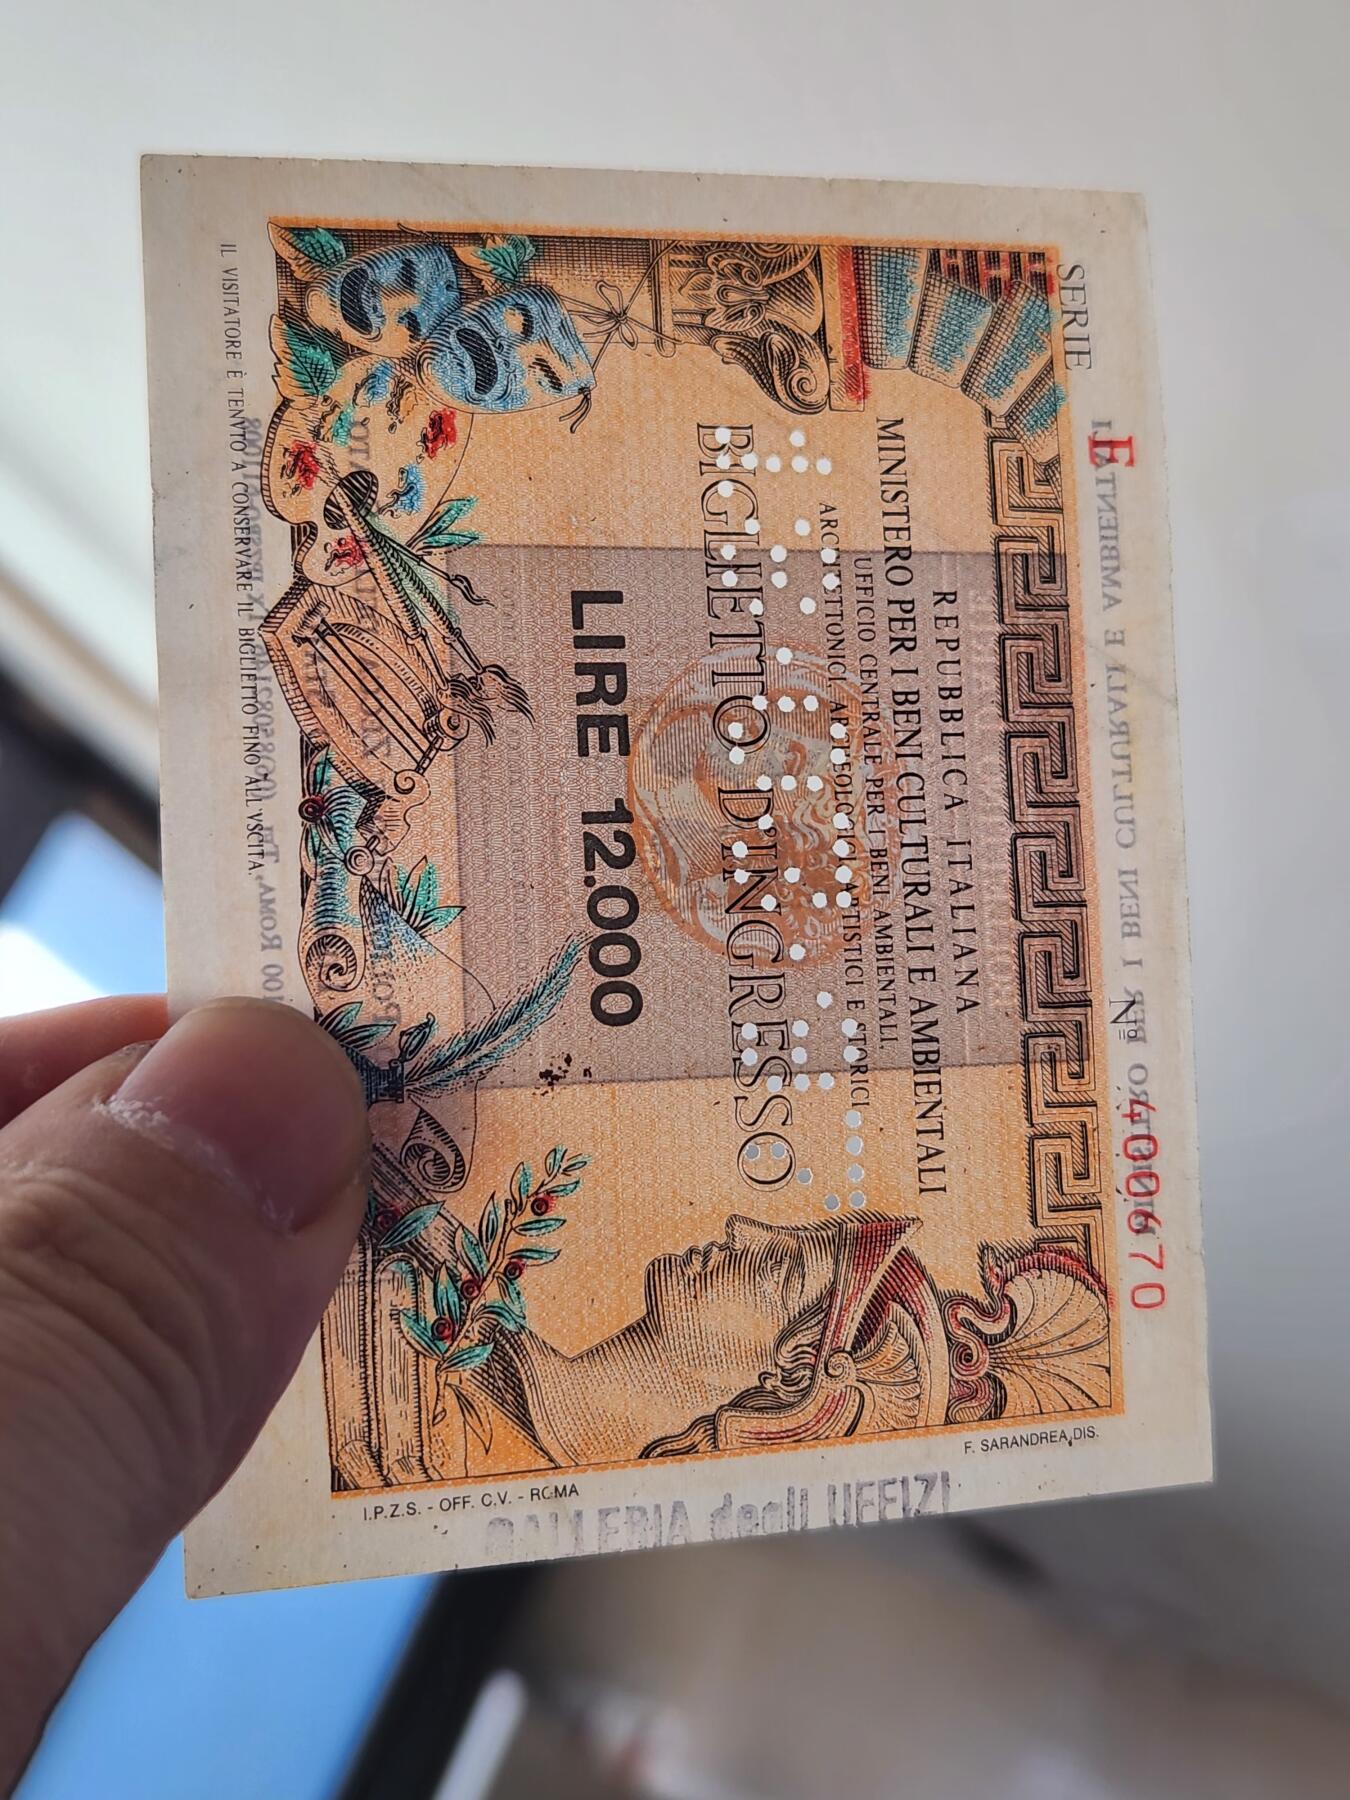 SERIE E Nº 400670
REPUBBLICA ITALIANA
MINISTERO PER I BENI CULTURALI E AMBIENTALI
UFFICIO CENTRALE PER I BENI AMBIENTALI,
ARCHITETTONICI, ARCHEOLOGICI, ARTISTICI E STORICI
BIGLIETTO D'INGRESSO
LIRE 12.000
IL VISITATORE È TENVTO A CONSERVARE IL BIGLIETTO FINO ALL'VSCITA.
I.P.Z.S. - OFF. C.V. - ROMA
F. SARANDREA, DIS.
GALLERIA degli UFFIZI